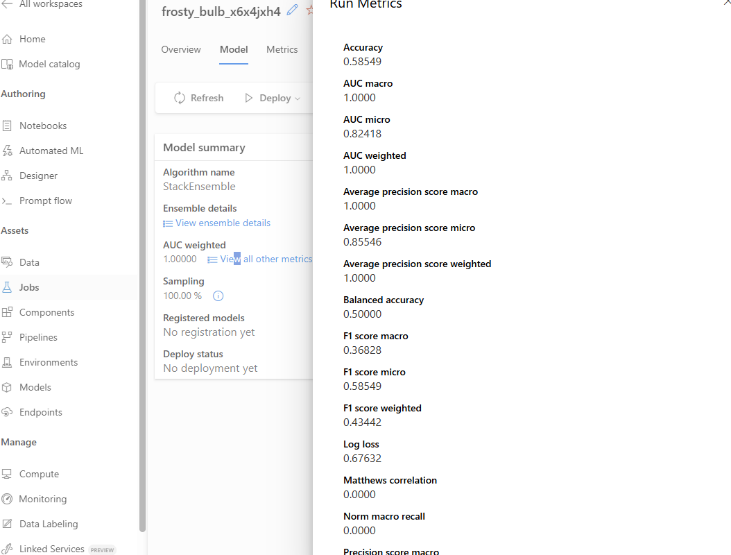 All workspaces
Home
Model catalog
Authoring
Notebooks
Automated ML
Designer
Prompt flow
Assets
Data
Jobs
Components
Pipelines
Environments
Models
Endpoints
Manage
Compute
Monitoring
Data Labeling
Linked Services PREVIEW
frosty_bulb_x6x4jxh4
Overview Model Metrics
Refresh Deploy
Model summary
Algorithm name
StackEnsemble
Ensemble details
View ensemble details
AUC weighted
1.00000 View all other metrics
Sampling
100.00 %
Registered models
No registration yet
Deploy status
No deployment yet
Run Metrics
Accuracy
0.58549
AUC macro
1.0000
AUC micro
0.82418
AUC weighted
1.0000
Average precision score macro
1.0000
Average precision score micro
0.85546
Average precision score weighted
1.0000
Balanced accuracy
0.50000
F1 score macro
0.36828
F1 score micro
0.58549
F1 score weighted
0.43442
Log loss
0.67632
Matthews correlation
0.0000
Norm macro recall
0.0000
Precision score macro